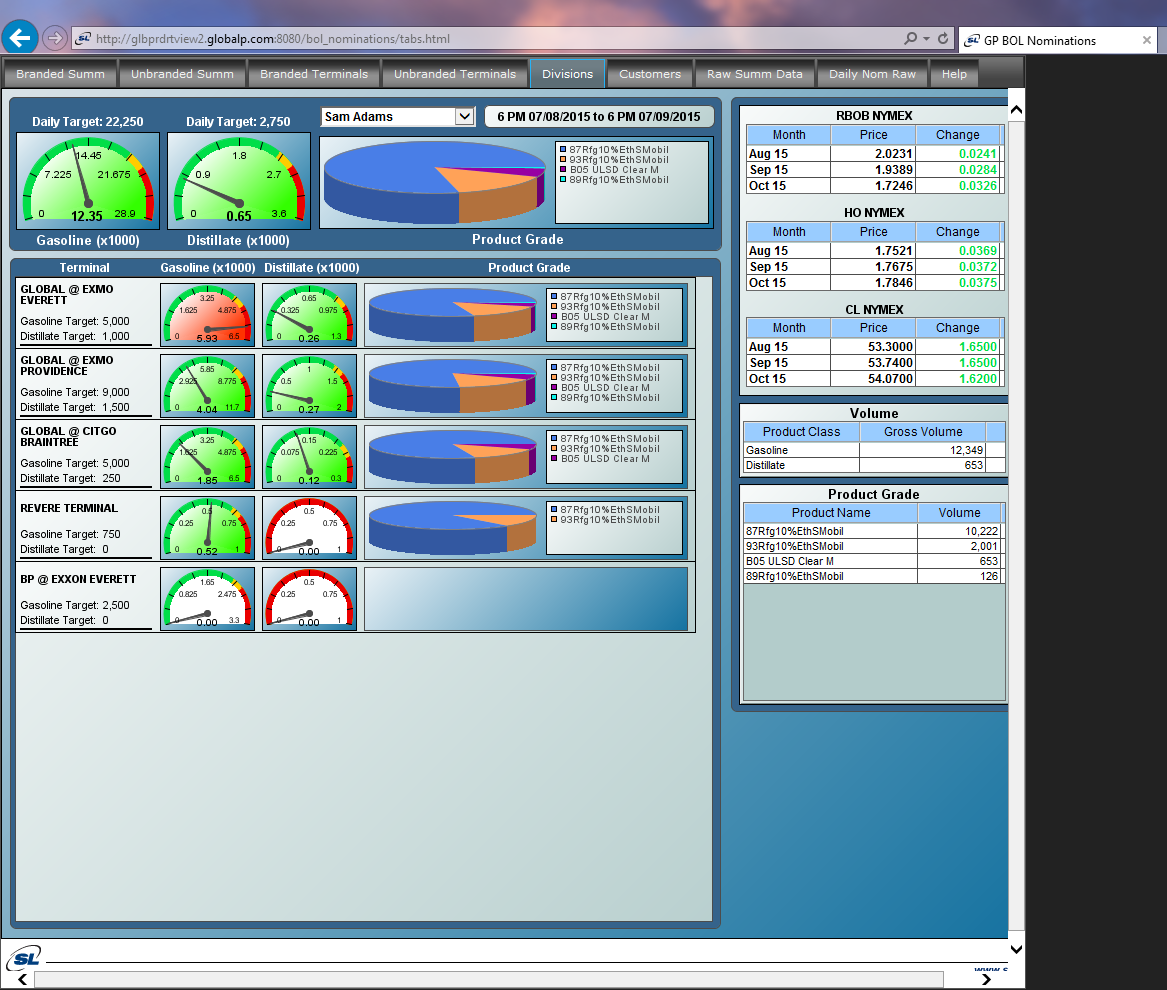 http://glbprdrtview2.globalp.com:8080/bol_nominations/tabs.html
GP BOL Nominations
Branded Summ Unbranded Summ Branded Terminals Unbranded Terminals Divisions Customers Raw Summ Data Daily Nom Raw Help
Daily Target: 22,250 Daily Target: 2,750 Sam Adams 6 PM 07/08/2015 to 6 PM 07/09/2015
14.45
7.225 21.675
0 28.9
12.35
Gasoline (x1000)
1.8
0.9 2.7
0 3.6
0.65
Distillate (x1000)
87Rfg10%EthSMobil
93Rfg10%EthSMobil
B05 ULSD Clear M
89Rfg10%EthSMobil
Product Grade
Terminal Gasoline (x1000) Distillate (x1000) Product Grade
GLOBAL @ EXMO
EVERETT
Gasoline Target: 5,000
Distillate Target: 1,000
3.25
1.625 4.875
0 6.5
5.93
0.65
0.325 0.975
0 1.3
0.26
87Rfg10%EthSMobil
93Rfg10%EthSMobil
B05 ULSD Clear M
89Rfg10%EthSMobil
GLOBAL @ EXMO
PROVIDENCE
Gasoline Target: 9,000
Distillate Target: 1,500
5.85
2.925 8.775
0 11.7
4.04
1
0.5 1.5
0 2
0.27
87Rfg10%EthSMobil
93Rfg10%EthSMobil
B05 ULSD Clear M
89Rfg10%EthSMobil
GLOBAL @ CITGO
BRAINTREE
Gasoline Target: 5,000
Distillate Target: 250
3.25
1.625 4.875
0 6.5
1.85
0.15
0.075 0.225
0 0.3
0.12
87Rfg10%EthSMobil
93Rfg10%EthSMobil
B05 ULSD Clear M
REVERE TERMINAL
Gasoline Target: 750
Distillate Target: 0
0.5
0.25 0.75
0 1
0.52
0.5
0.25 0.75
0 1
0.00
87Rfg10%EthSMobil
93Rfg10%EthSMobil
BP @ EXXON EVERETT
Gasoline Target: 2,500
Distillate Target: 0
1.65
0.825 2.475
0 3.3
0.00
0.5
0.25 0.75
0 1
0.00
RBOB NYMEX
Month Price Change
Aug 15 2.0231 0.0241
Sep 15 1.9389 0.0284
Oct 15 1.7246 0.0326
HO NYMEX
Month Price Change
Aug 15 1.7521 0.0369
Sep 15 1.7675 0.0372
Oct 15 1.7846 0.0375
CL NYMEX
Month Price Change
Aug 15 53.3000 1.6500
Sep 15 53.7400 1.6500
Oct 15 54.0700 1.6200
Volume
Product Class Gross Volume
Gasoline 12,349
Distillate 653
Product Grade
Product Name Volume
87Rfg10%EthSMobil 10,222
93Rfg10%EthSMobil 2,001
B05 ULSD Clear M 653
89Rfg10%EthSMobil 126
SL